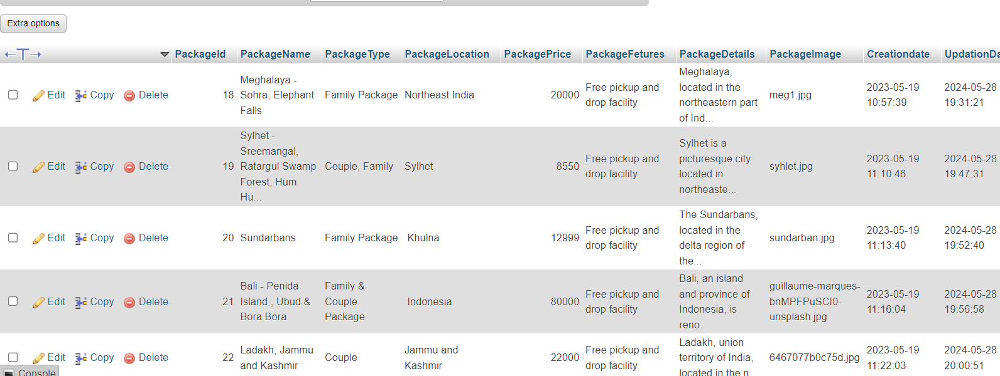 Extra options
PackageId PackageName PackageType PackageLocation PackagePrice PackageFetures PackageDetails PackageImage Creationdate UpdationDa
Edit Copy Delete 18 Meghalaya - Sohra, Elephant Falls Family Package Northeast India 20000 Free pickup and drop facility Meghalaya, located in the northeastern part of Ind... meg1.jpg 2023-05-19 10:57:39 2024-05-28 19:31:21
Edit Copy Delete 19 Sylhet - Sreemangal, Ratargul Swamp Forest, Hum Hu... Couple, Family Sylhet 8550 Free pickup and drop facility Sylhet is a picturesque city located in northeaste... syhlet.jpg 2023-05-19 11:10:46 2024-05-28 19:47:31
Edit Copy Delete 20 Sundarbans Family Package Khulna 12999 Free pickup and drop facility The Sundarbans, located in the delta region of the... sundarban.jpg 2023-05-19 11:13:40 2024-05-28 19:52:40
Edit Copy Delete 21 Bali - Penida Island , Ubud & Bora Bora Family & Couple Package Indonesia 80000 Free pickup and drop facility Bali, an island and province of Indonesia, is reno... guillaume-marques-bnMPFPuSCI0-unsplash.jpg 2023-05-19 11:16:04 2024-05-28 19:56:58
Edit Copy Delete 22 Ladakh, Jammu and Kashmir Couple Jammu and Kashmir 22000 Free pickup and drop facility Ladakh, union territory of India, located in the n 6467077b0c75d.jpg 2023-05-19 11:22:03 2024-05-28 20:00:51
Console